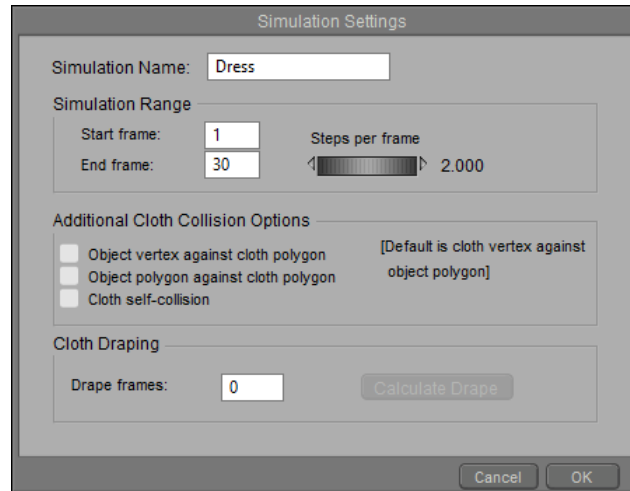 Simulation Settings
Simulation Name: Dress
Simulation Range
Start frame: 1
Steps per frame
End frame: 30
2.000
Additional Cloth Collision Options
Object vertex against cloth polygon
Object polygon against cloth polygon
Cloth self-collision
[Default is cloth vertex against
object polygon]
Cloth Draping
Drape frames: 0
Calculate Drape
Cancel
OK